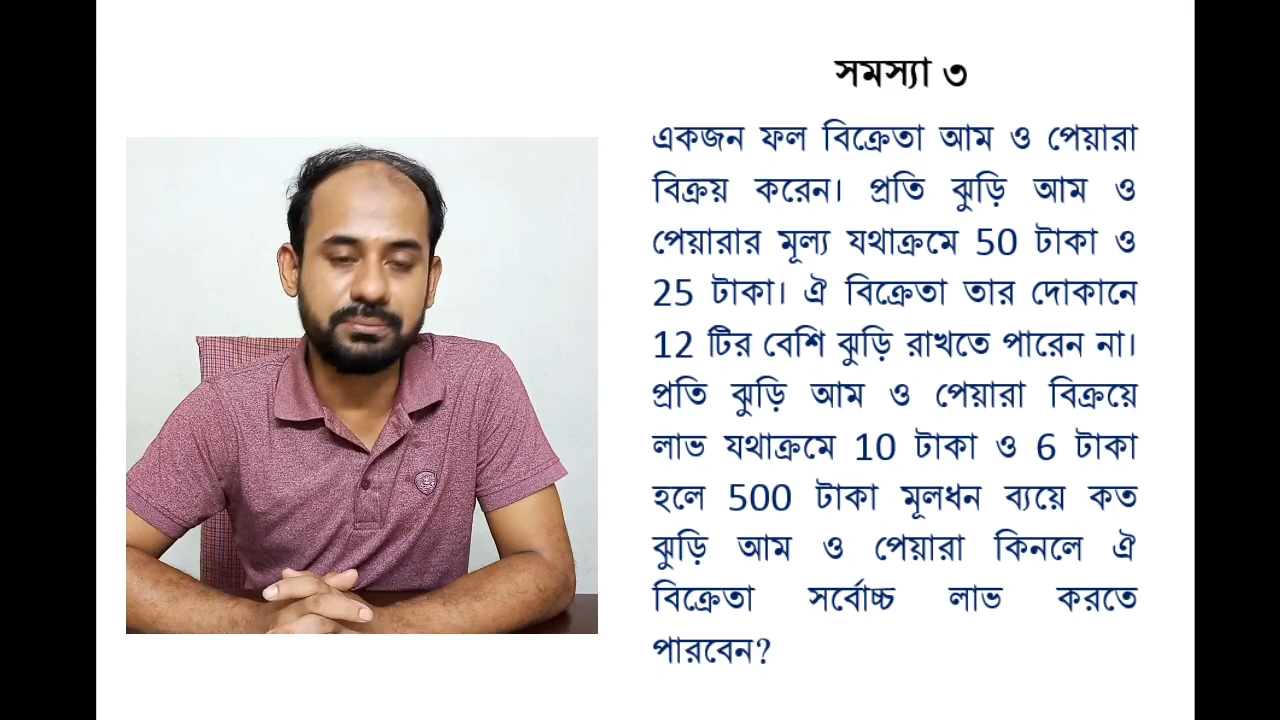 সমস্যা ৩
একজন ফল বিক্রেতা আম ও পেয়ারা
বিক্রয় করেন। প্রতি ঝুড়ি আম ও
পেয়ারার মূল্য যথাক্রমে 50 টাকা ও
25 টাকা। ঐ বিক্রেতা তার দোকানে
12 টির বেশি ঝুড়ি রাখতে পারেন না।
প্রতি ঝুড়ি আম ও পেয়ারা বিক্রয়ে
লাভ যথাক্রমে 10 টাকা ও 6 টাকা
হলে 500 টাকা মূলধন ব্যয়ে কত
ঝুড়ি আম ও পেয়ারা কিনলে ঐ
বিক্রেতা সর্বোচ্চ লাভ করতে
পারবেন?